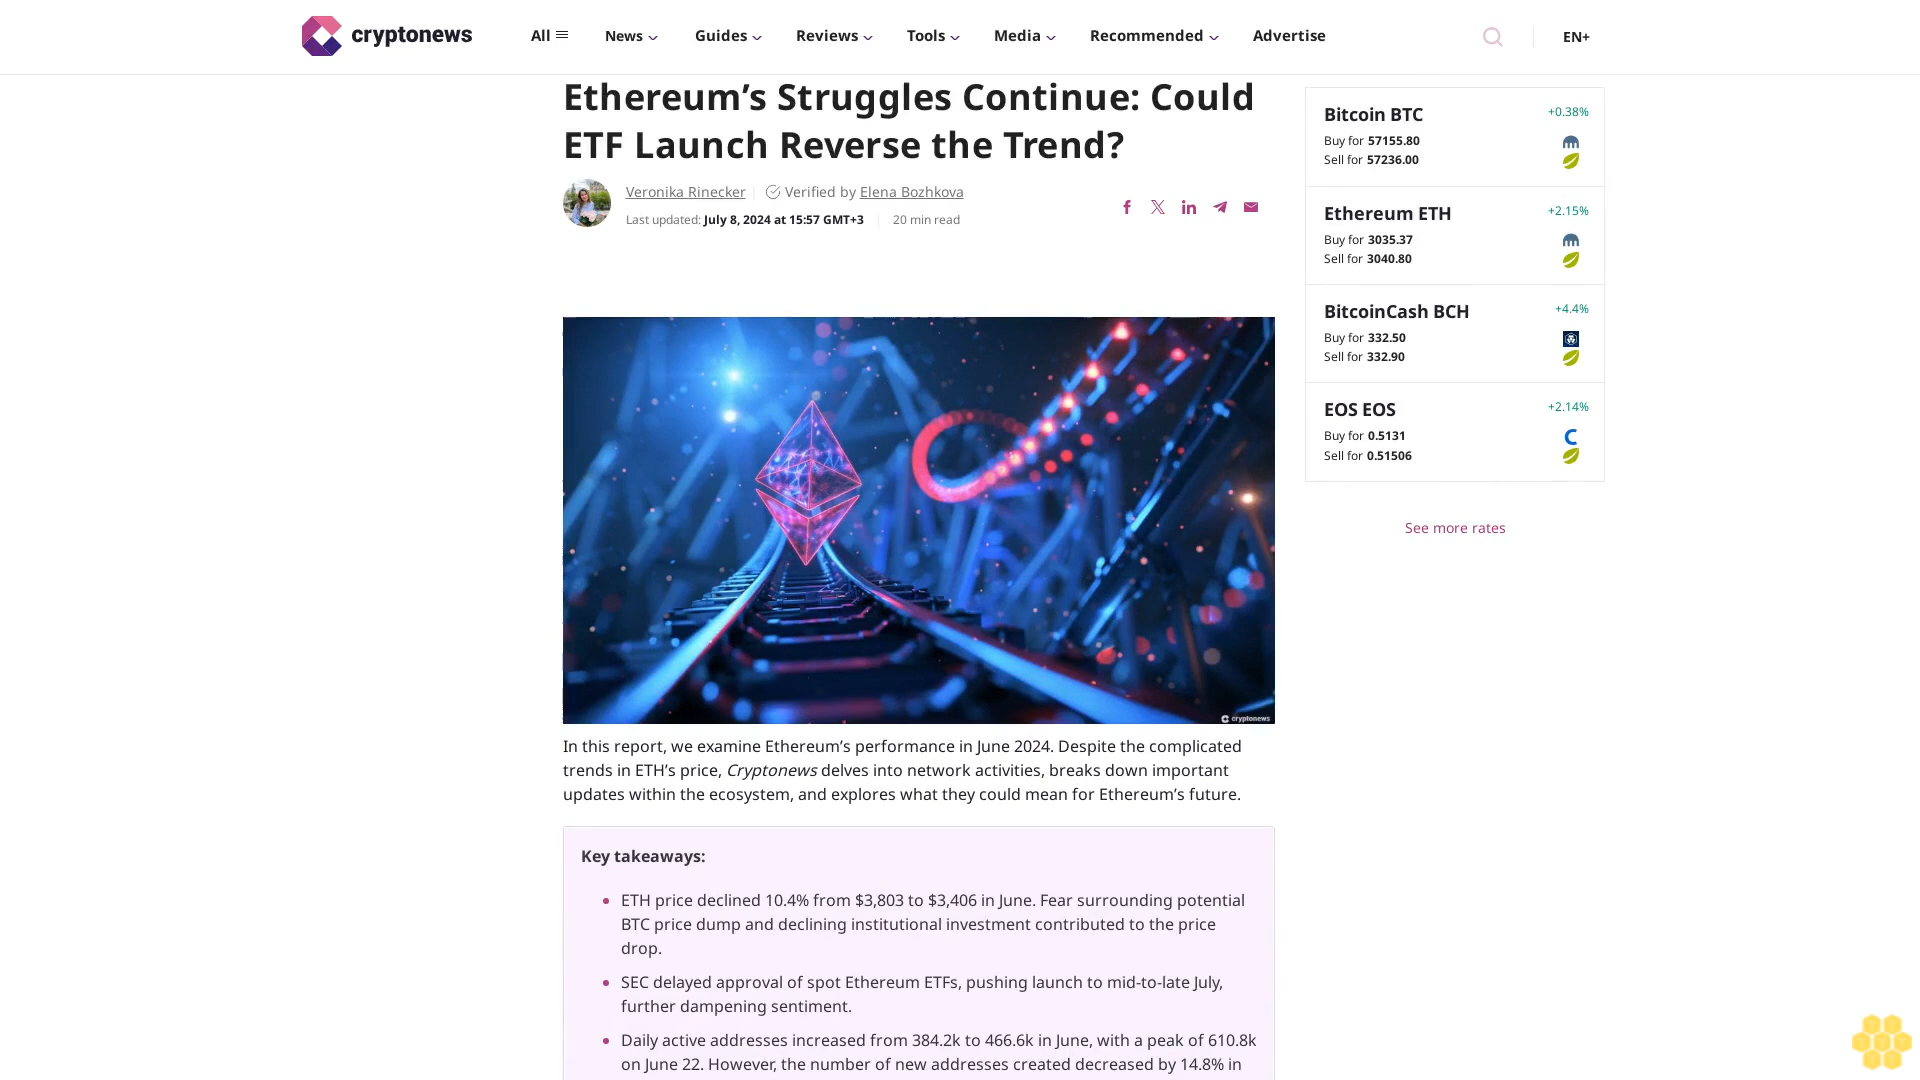 cryptonews
All
News
Guides
Reviews
Tools
Media
Recommended
Advertise
EN+
Ethereum’s Struggles Continue: Could
ETF Launch Reverse the Trend?
Veronika Rinecker
Verified by Elena Bozhkova
Last updated: July 8, 2024 at 15:57 GMT+3
20 min read
cryptonews
In this report, we examine Ethereum’s performance in June 2024. Despite the complicated
trends in ETH’s price, Cryptonews delves into network activities, breaks down important
updates within the ecosystem, and explores what they could mean for Ethereum’s future.
Key takeaways:
ETH price declined 10.4% from $3,803 to $3,406 in June. Fear surrounding potential
BTC price dump and declining institutional investment contributed to the price
drop.
SEC delayed approval of spot Ethereum ETFs, pushing launch to mid-to-late July,
further dampening sentiment.
Daily active addresses increased from 384.2k to 466.6k in June, with a peak of 610.8k
on June 22. However, the number of new addresses created decreased by 14.8% in
Bitcoin BTC
+0.38%
Buy for 57155.80
Sell for 57236.00
Ethereum ETH
+2.15%
Buy for 3035.37
Sell for 3040.80
BitcoinCash BCH
+4.4%
Buy for 332.50
Sell for 332.90
EOS EOS
+2.14%
Buy for 0.5131
Sell for 0.51506
See more rates